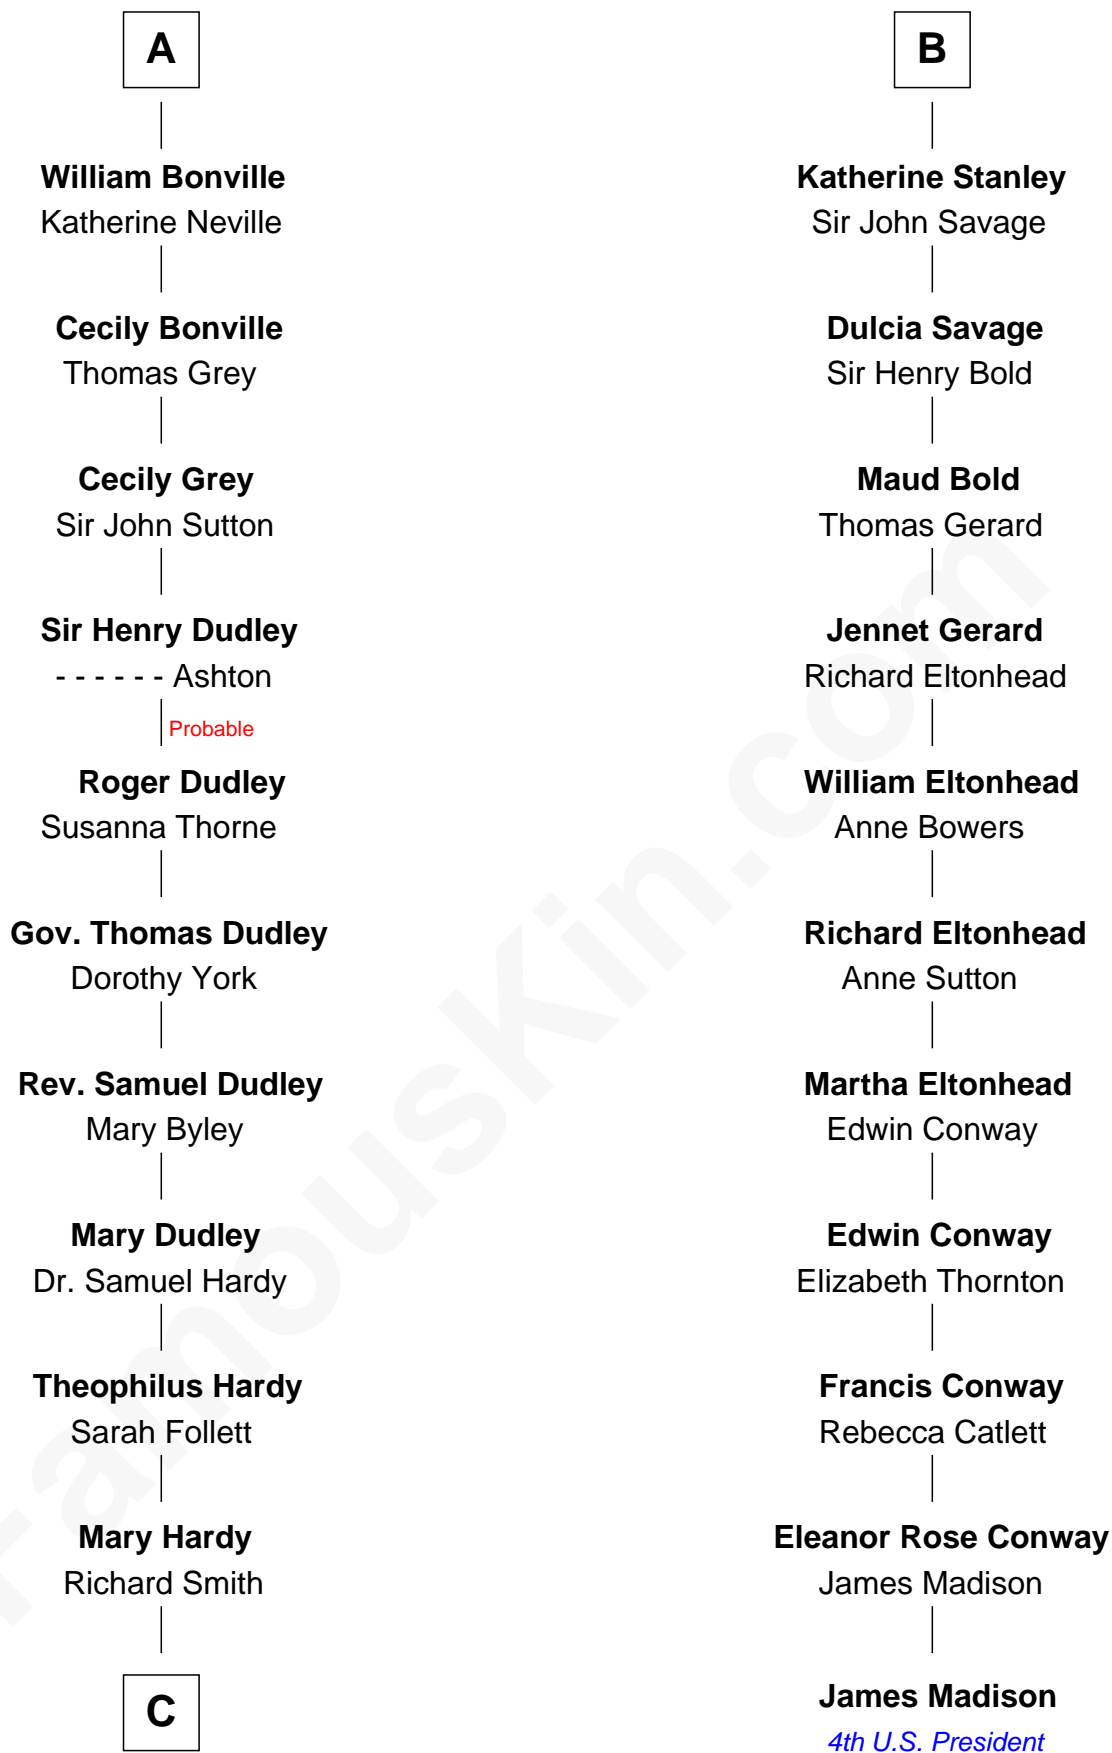 A
William Bonville
Katherine Neville
Cecily Bonville
Thomas Grey
Cecily Grey
Sir John Sutton
Sir Henry Dudley
- - - - - - Ashton
Probable
Roger Dudley
Susanna Thorne
Gov. Thomas Dudley
Dorothy York
Rev. Samuel Dudley
Mary Byley
Mary Dudley
Dr. Samuel Hardy
Theophilus Hardy
Sarah Follett
Mary Hardy
Richard Smith
C
B
Katherine Stanley
Sir John Savage
Dulcia Savage
Sir Henry Bold
Maud Bold
Thomas Gerard
Jennet Gerard
Richard Eltonhead
William Eltonhead
Anne Bowers
Richard Eltonhead
Anne Sutton
Martha Eltonhead
Edwin Conway
Edwin Conway
Elizabeth Thornton
Francis Conway
Rebecca Catlett
Eleanor Rose Conway
James Madison
James Madison
4th U.S. President
FamousKin.com